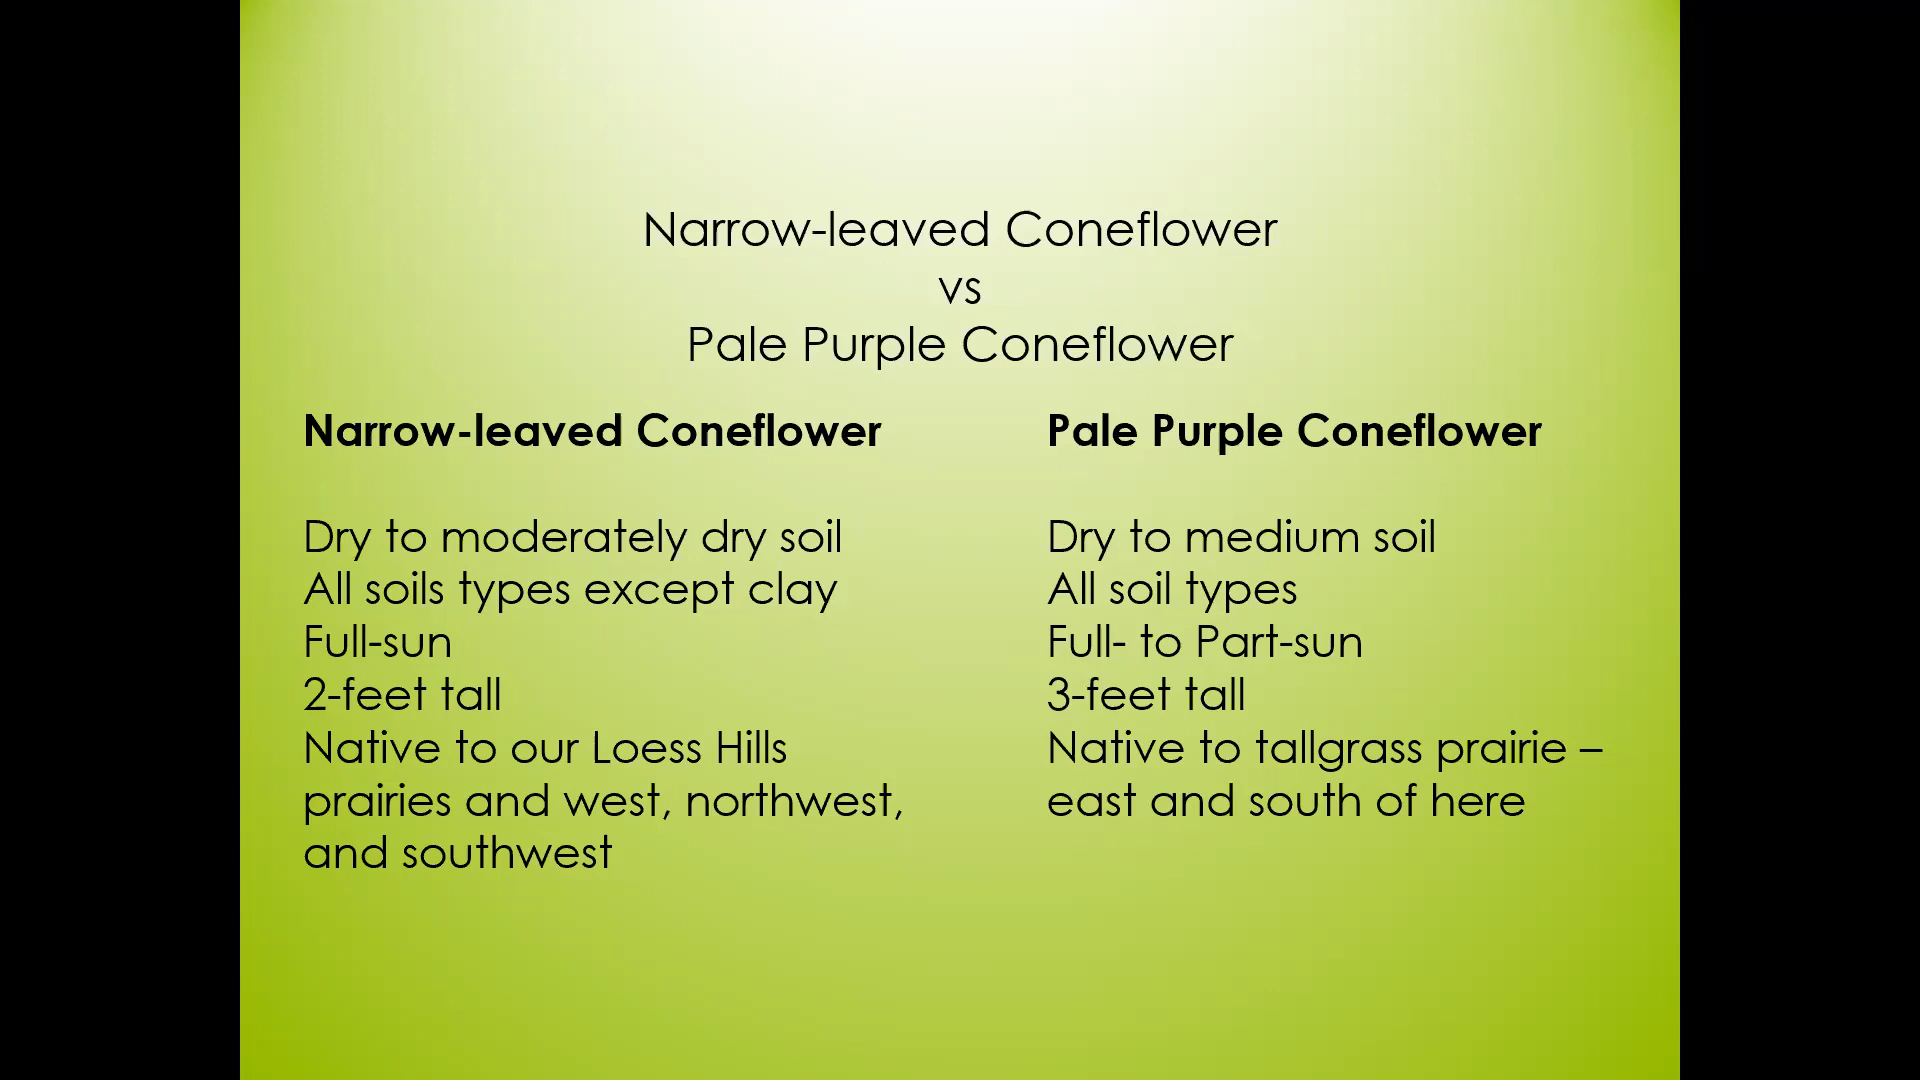 Narrow-leaved Coneflower
vs
Pale Purple Coneflower
Narrow-leaved Coneflower
Dry to moderately dry soil
All soils types except clay
Full-sun
2-feet tall
Native to our Loess Hills
prairies and west, northwest,
and southwest
Pale Purple Coneflower
Dry to medium soil
All soil types
Full- to Part-sun
3-feet tall
Native to tallgrass prairie –
east and south of here